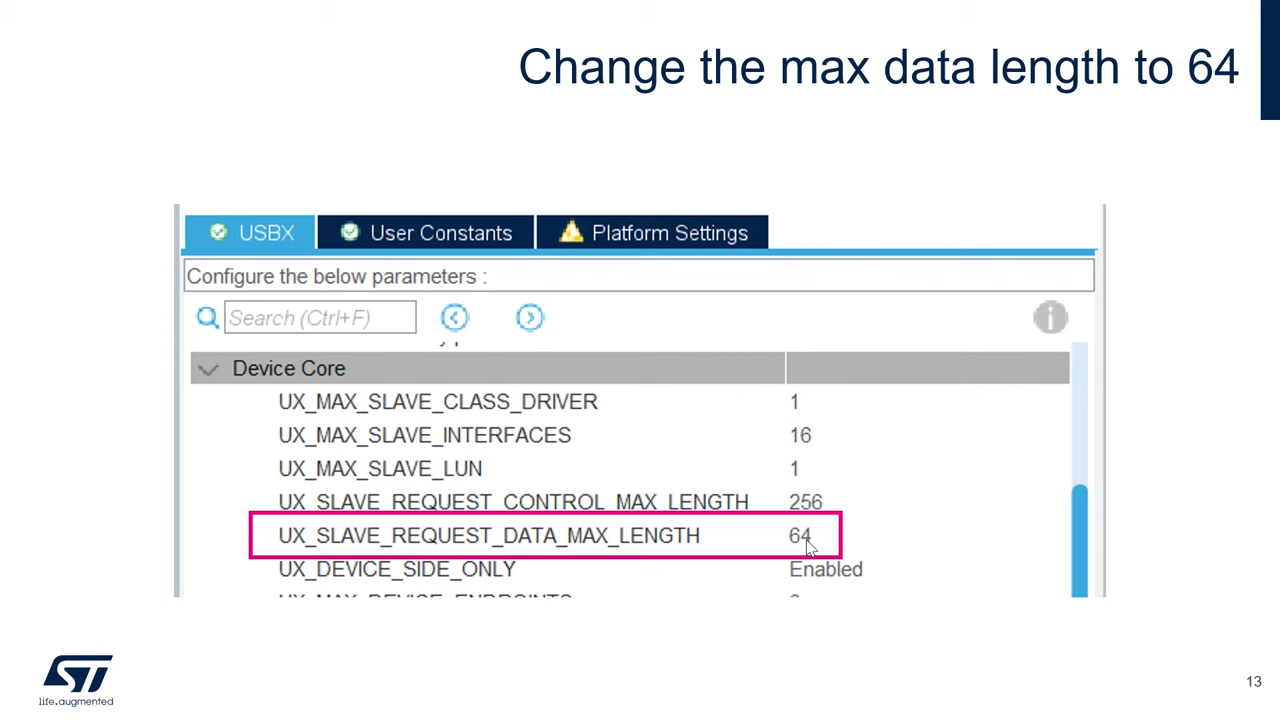 Change the max data length to 64
USBX
User Constants
Platform Settings
Configure the below parameters :
Search (Ctrl+F)
Device Core
UX_MAX_SLAVE_CLASS_DRIVER 1
UX_MAX_SLAVE_INTERFACES 16
UX_MAX_SLAVE_LUN 1
UX_SLAVE_REQUEST_CONTROL_MAX_LENGTH 256
UX_SLAVE_REQUEST_DATA_MAX_LENGTH 64
UX_DEVICE_SIDE_ONLY Enabled
ST
life.augmented
13